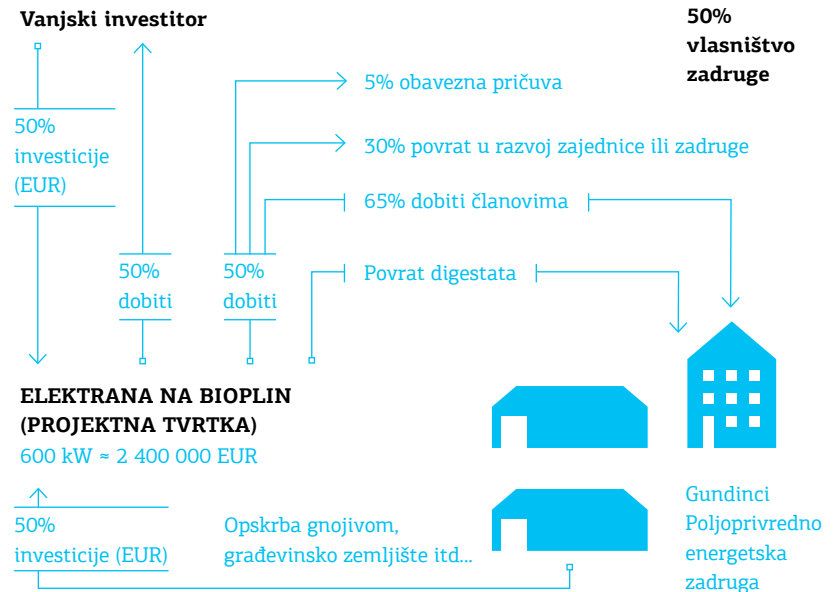 Vanjski investitor
50%
vlasništvo
zadruge
5% obavezna pričuva
50%
investicije
(EUR)
30% povrat u razvoj zajednice ili zadruge
65% dobiti članovima
50%
dobiti
50%
dobiti
Povrat digestata
ELEKTRANA NA BIOPLIN
(PROJEKTNA TVRTKA)
600 kW ≈ 2 400 000 EUR
50%
investicije (EUR)
Opskrba gnojivom,
građevinsko zemljište itd...
Gundinci
Poljoprivredno
energetska
zadruga